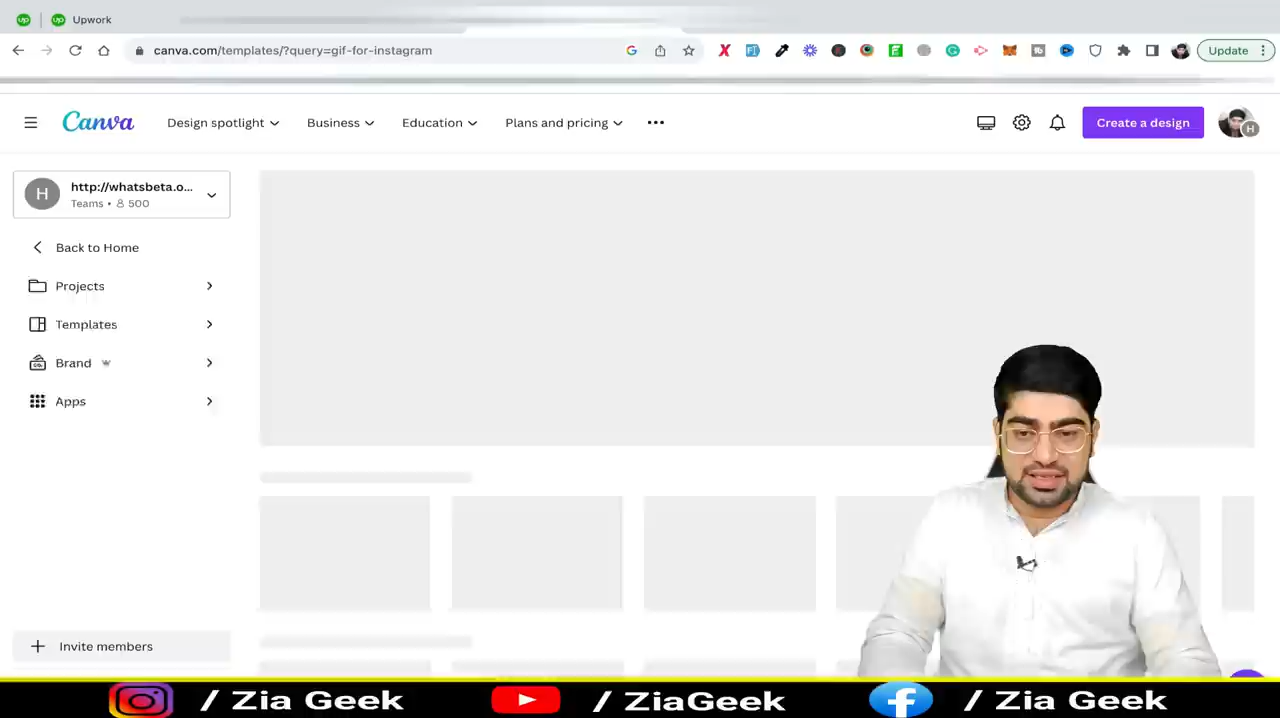 Upwork
canva.com/templates/?query=gif-for-instagram
Update
Canva
Design spotlight
Business
Education
Plans and pricing
Create a design
H
H
http://whatsbeta.o...
Teams • 500
Back to Home
Projects
Templates
Brand
Apps
Invite members
/ Zia Geek
/ ZiaGeek
/ Zia Geek